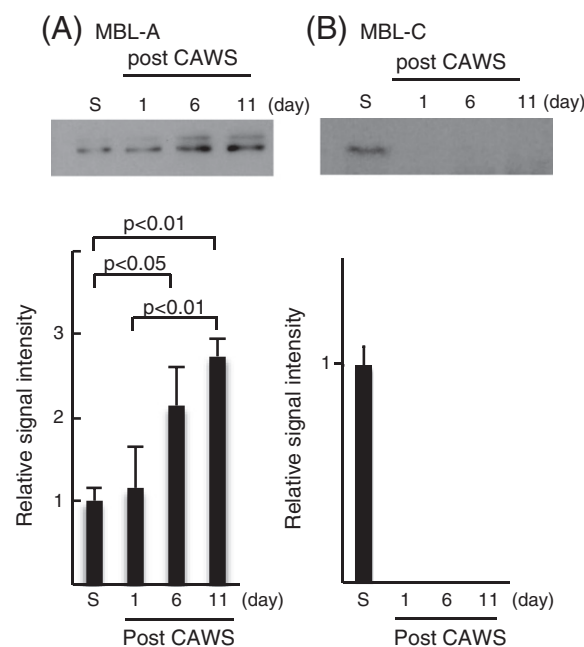 (A) MBL-A
post CAWS
S 1 6 11 (day)
p<0.01
p<0.05
p<0.01
Relative signal intensity
3
2
1
S 1 6 11 (day)
Post CAWS
(B) MBL-C
post CAWS
S 1 6 11 (day)
Relative signal intensity
1
S 1 6 11 (day)
Post CAWS